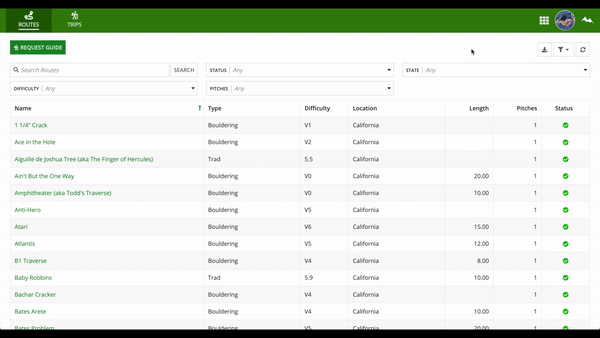 ROUTES TRIPS
REQUEST GUIDE
Search Routes SEARCH STATUS Any STATE Any
DIFFICULTY Any PITCHES Any
Name Type Difficulty Location Length Pitches Status
1 1/4" Crack Bouldering V1 California 1
Ace in the Hole Bouldering V2 California 1
Aiguille de Joshua Tree (aka The Finger of Hercules) Trad 5.5 California 1
Ain't But the One Way Bouldering V0 California 20.00 1
Amphitheater (aka Todd's Traverse) Bouldering V0 California 10.00 1
Anti-Hero Bouldering V5 California 1
Atari Bouldering V6 California 15.00 1
Atlantis Bouldering V5 California 12.00 1
B1 Traverse Bouldering V4 California 8.00 1
Baby Robbins Trad 5.9 California 10.00 1
Bachar Cracker Bouldering V4 California 1
Bates Arete Bouldering V4 California 10.00 1
Bates Problem Bouldering V5 California 20.00 1